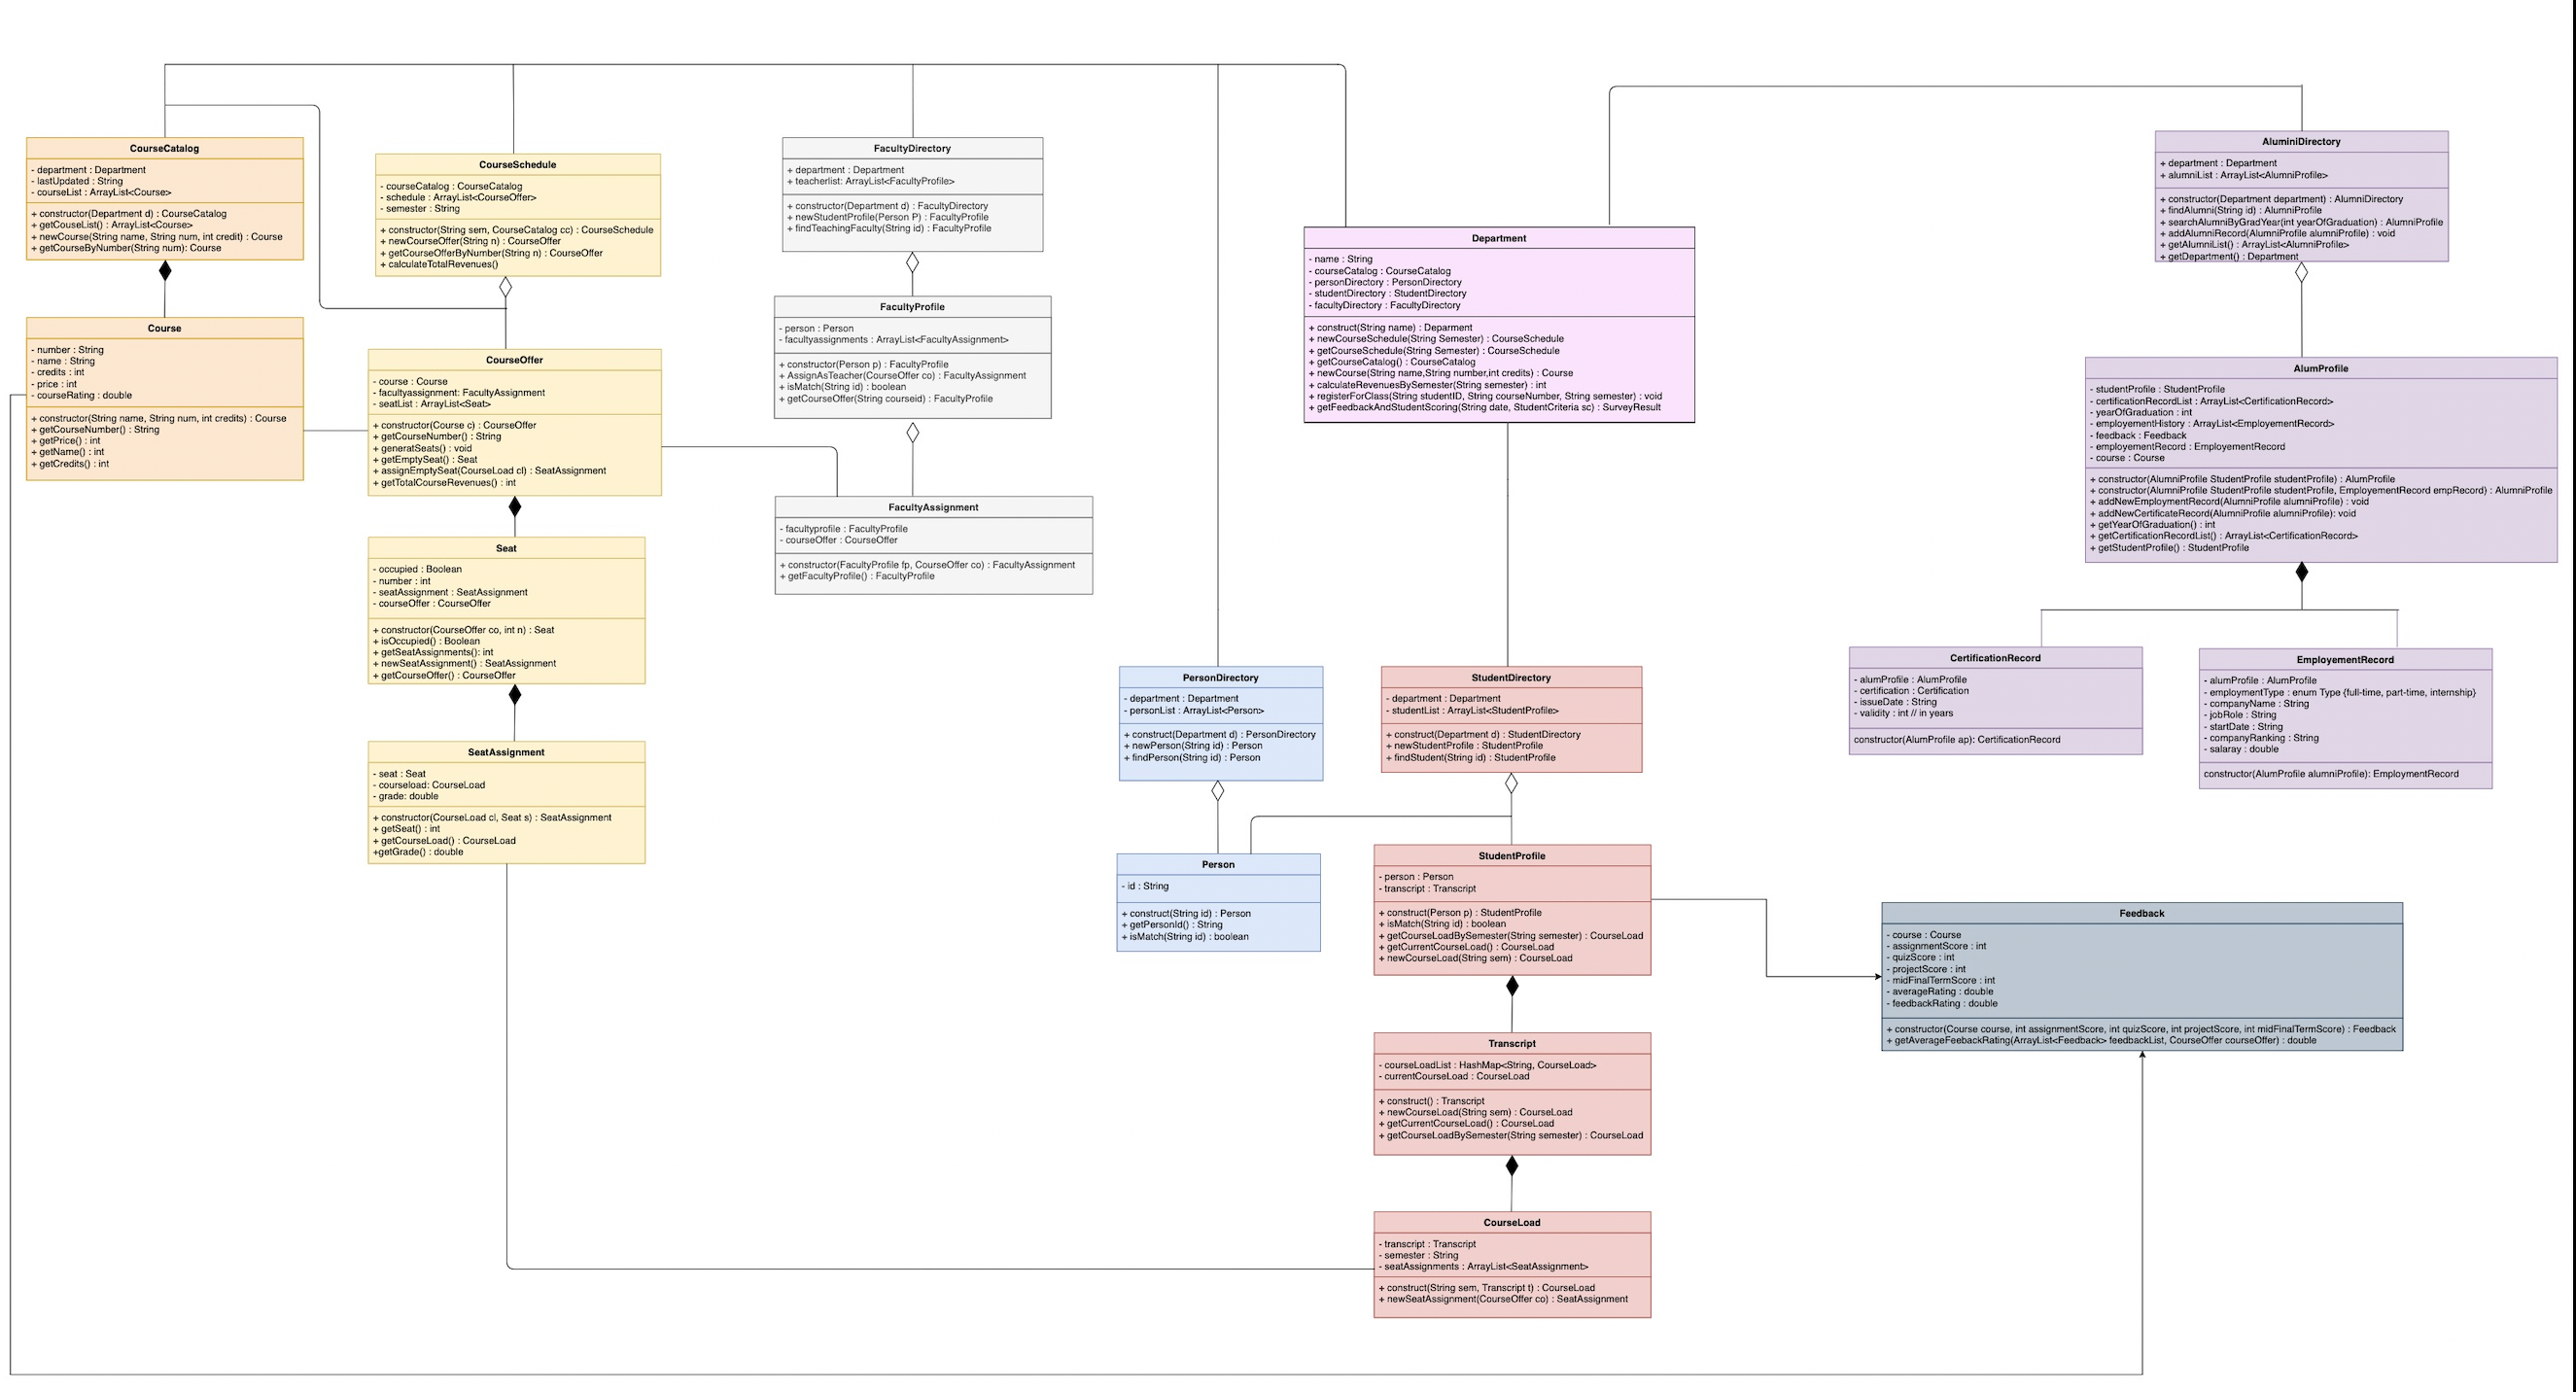 CourseCatalog
- department : Department
- lastUpdated : String
- courseList : ArrayList<Course>
+ constructor(Department d) : CourseCatalog
+ getCouseList() : ArrayList<Course>
+ newCourse(String name, String num, int credit) : Course
+ getCourseByNumber(String num): Course
Course
- number : String
- name : String
- credits : int
- price : int
- courseRating : double
+ constructor(String name, String num, int credits) : Course
+ getCourseNumber() : String
+ getPrice() : int
+ getName() : int
+ getCredits() : int
CourseSchedule
- courseCatalog : CourseCatalog
- schedule : ArrayList<CourseOffer>
- semester : String
+ constructor(String sem, CourseCatalog cc) : CourseSchedule
+ newCourseOffer(String n) : CourseOffer
+ getCourseOfferByNumber(String n) : CourseOffer
+ calculateTotalRevenues()
CourseOffer
- course : Course
- facultyassignment: FacultyAssignment
- seatList : ArrayList<Seat>
+ constructor(Course c) : CourseOffer
+ getCourseNumber() : String
+ generatSeats() : void
+ getEmptySeat() : Seat
+ assignEmptySeat(CourseLoad cl) : SeatAssignment
+ getTotalCourseRevenues() : int
Seat
- occupied : Boolean
- number : int
- seatAssignment : SeatAssignment
- courseOffer : CourseOffer
+ constructor(CourseOffer co, int n) : Seat
+ isOccupied() : Boolean
+ getSeatAssignments(): int
+ newSeatAssignment() : SeatAssignment
+ getCourseOffer() : CourseOffer
SeatAssignment
- seat : Seat
- courseload: CourseLoad
- grade: double
+ constructor(CourseLoad cl, Seat s) : SeatAssignment
+ getSeat() : int
+ getCourseLoad() : CourseLoad
+getGrade() : double
FacultyDirectory
+ department : Department
+ teacherlist: ArrayList<FacultyProfile>
+ constructor(Department d) : FacultyDirectory
+ newStudentProfile(Person P) : FacultyProfile
+ findTeachingFaculty(String id) : FacultyProfile
FacultyProfile
- person : Person
- facultyassignments : ArrayList<FacultyAssignment>
+ constructor(Person p) : FacultyProfile
+ AssignAsTeacher(CourseOffer co) : FacultyAssignment
+ isMatch(String id) : boolean
+ getCourseOffer(String courseid) : FacultyProfile
FacultyAssignment
- facultyprofile : FacultyProfile
- courseOffer : CourseOffer
+ constructor(FacultyProfile fp, CourseOffer co) : FacultyAssignment
+ getFacultyProfile() : FacultyProfile
PersonDirectory
- department : Department
- personList : ArrayList<Person>
+ construct(Department d) : PersonDirectory
+ newPerson(String id) : Person
+ findPerson(String id) : Person
Person
- id : String
+ construct(String id) : Person
+ getPersonId() : String
+ isMatch(String id) : boolean
Department
- name : String
- courseCatalog : CourseCatalog
- personDirectory : PersonDirectory
- studentDirectory : StudentDirectory
- facultyDirectory : FacultyDirectory
+ construct(String name) : Deparment
+ newCourseSchedule(String Semester) : CourseSchedule
+ getCourseSchedule(String Semester) : CourseSchedule
+ getCourseCatalog() : CourseCatalog
+ newCourse(String name,String number,int credits) : Course
+ calculateRevenuesBySemester(String semester) : int
+ registerForClass(String studentID, String courseNumber, String semester) : void
+ getFeedbackAndStudentScoring(String date, StudentCriteria sc) : SurveyResult
StudentDirectory
- department : Department
- studentList : ArrayList<StudentProfile>
+ construct(Department d) : StudentDirectory
+ newStudentProfile : StudentProfile
+ findStudent(String id) : StudentProfile
StudentProfile
- person : Person
- transcript : Transcript
+ construct(Person p) : StudentProfile
+ isMatch(String id) : boolean
+ getCourseLoadBySemester(String semester) : CourseLoad
+ getCurrentCourseLoad() : CourseLoad
+ newCourseLoad(String sem) : CourseLoad
Transcript
- courseLoadList : HashMap<String, CourseLoad>
- currentCourseLoad : CourseLoad
+ construct() : Transcript
+ newCourseLoad(String sem) : CourseLoad
+ getCurrentCourseLoad() : CourseLoad
+ getCourseLoadBySemester(String semester) : CourseLoad
CourseLoad
- transcript : Transcript
- semester : String
- seatAssignments : ArrayList<SeatAssignment>
+ construct(String sem, Transcript t) : CourseLoad
+ newSeatAssignment(CourseOffer co) : SeatAssignment
AluminiDirectory
+ department : Department
+ alumniList : ArrayList<AlumniProfile>
+ constructor(Department department) : AlumniDirectory
+ findAlumni(String id) : AlumniProfile
+ searchAlumniByGradYear(int yearOfGraduation) : AlumniProfile
+ addAlumniRecord(AlumniProfile alumniProfile) : void
+ getAlumniList() : ArrayList<AlumniProfile>
+ getDepartment() : Department
AlumProfile
- studentProfile : StudentProfile
- certificationRecordList : ArrayList<CertificationRecord>
- yearOfGraduation : int
- employementHistory : ArrayList<EmployementRecord>
- feedback : Feedback
- employementRecord : EmployementRecord
- course : Course
+ constructor(AlumniProfile StudentProfile studentProfile) : AlumProfile
+ constructor(AlumniProfile StudentProfile studentProfile, EmployementRecord empRecord) : AlumniProfile
+ addNewEmploymentRecord(AlumniProfile alumniProfile) : void
+ addNewCertificateRecord(AlumniProfile alumniProfile): void
+ getYearOfGraduation() : int
+ getCertificationRecordList() : ArrayList<CertificationRecord>
+ getStudentProfile() : StudentProfile
CertificationRecord
- alumProfile : AlumProfile
- certification : Certification
- issueDate : String
- validity : int // in years
constructor(AlumProfile ap): CertificationRecord
EmployementRecord
- alumProfile : AlumProfile
- employmentType : enum Type {full-time, part-time, internship}
- companyName : String
- jobRole : String
- startDate : String
- companyRanking : String
- salaray : double
constructor(AlumProfile alumniProfile): EmploymentRecord
Feedback
- course : Course
- assignmentScore : int
- quizScore : int
- projectScore : int
- midFinalTermScore : int
- averageRating : double
- feedbackRating : double
+ constructor(Course course, int assignmentScore, int quizScore, int projectScore, int midFinalTermScore) : Feedback
+ getAverageFeebackRating(ArrayList<Feedback> feedbackList, CourseOffer courseOffer) : double